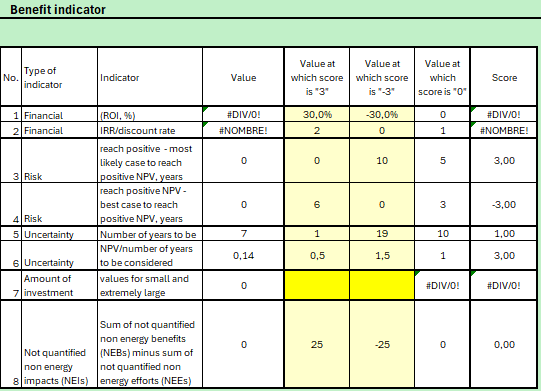 Benefit indicator
No. Type of indicator Indicator Value Value at which score is "3" Value at which score is "-3" Value at which score is "0" Score
1 Financial (ROI, %) #DIV/0! 30,0% -30,0% 0 #DIV/0!
2 Financial IRR/discount rate #NOMBRE! 2 0 1 #NOMBRE!
3 Risk reach positive - most likely case to reach positive NPV, years 0 0 10 5 3,00
4 Risk reach positive NPV - best case to reach positive NPV, years 0 6 0 3 -3,00
5 Uncertainty Number of years to be 7 1 19 10 1,00
6 Uncertainty NPV/number of years to be considered 0,14 0,5 1,5 1 3,00
7 Amount of investment values for small and extremely large 0 #DIV/0! #DIV/0!
8 Not quantified non energy impacts (NEIs) Sum of not quantified non energy benefits (NEBs) minus sum of not quantified non energy efforts (NEEs) 0 25 -25 0 0,00